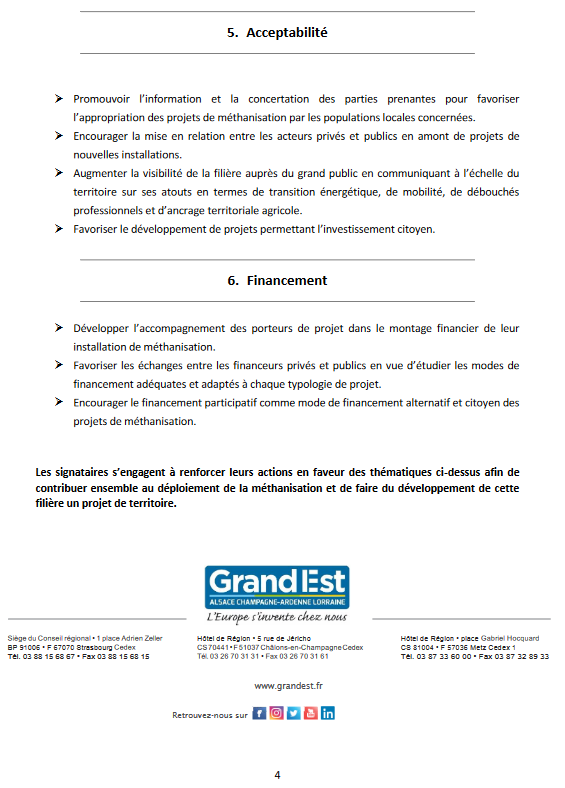 5. Acceptabilité
➢ Promouvoir l’information et la concertation des parties prenantes pour favoriser
l’appropriation des projets de méthanisation par les populations locales concernées.
➢ Encourager la mise en relation entre les acteurs privés et publics en amont de projets de
nouvelles installations.
➢ Augmenter la visibilité de la filière auprès du grand public en communiquant à l’échelle du
territoire sur ses atouts en termes de transition énergétique, de mobilité, de débouchés
professionnels et d’ancrage territoriale agricole.
➢ Favoriser le développement de projets permettant l’investissement citoyen.
6. Financement
➢ Développer l’accompagnement des porteurs de projet dans le montage financier de leur
installation de méthanisation.
➢ Favoriser les échanges entre les financeurs privés et publics en vue d’étudier les modes de
financement adéquates et adaptés à chaque typologie de projet.
➢ Encourager le financement participatif comme mode de financement alternatif et citoyen des
projets de méthanisation.
Les signataires s’engagent à renforcer leurs actions en faveur des thématiques ci-dessus afin de
contribuer ensemble au déploiement de la méthanisation et de faire du développement de cette
filière un projet de territoire.
GrandEst
ALSACE CHAMPAGNE-ARDENNE LORRAINE
L’Europe s’invente chez nous
Siège du Conseil régional • 1 place Adrien Zeller
BP 91006 • F 67070 Strasbourg Cedex
Tél. 03 88 15 68 67 • Fax 03 88 15 68 15
Hôtel de Région • 5 rue de Jéricho
CS70441 • F51037 Châlons-en-Champagne Cedex
Tél. 03 26 70 31 31 • Fax 03 26 70 31 61
Hôtel de Région • place Gabriel Hocquard
CS 81004 • F 57036 Metz Cedex 1
Tél. 03 87 33 60 00 • Fax 03 87 32 89 33
www.grandest.fr
Retrouvez-nous sur
4